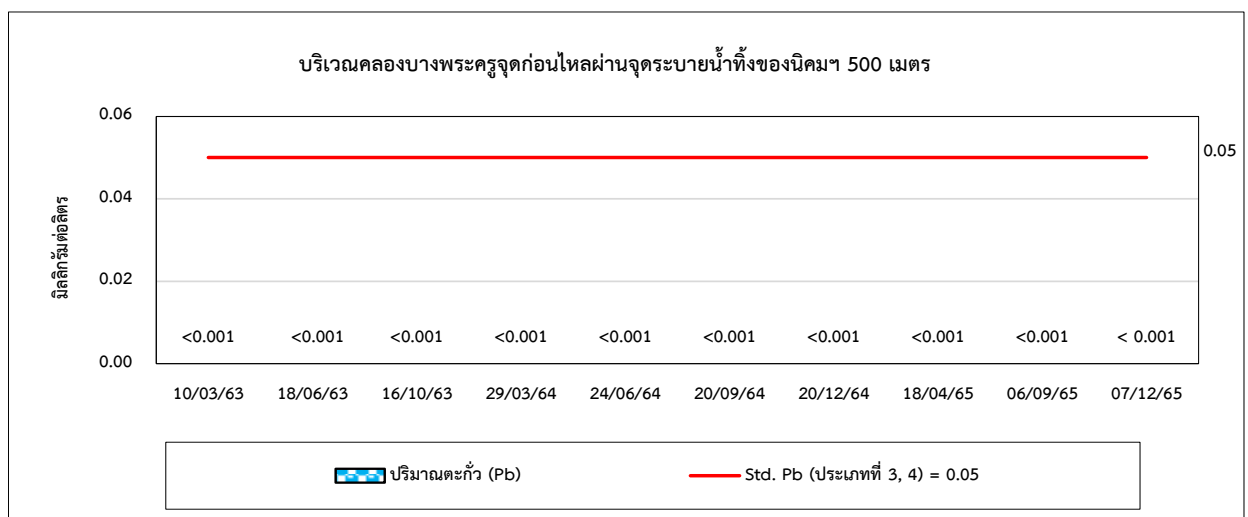 บริเวณคลองบางพระครูจุดก่อนไหลผ่านจุดระบายน้ำทิ้งของนิคมฯ 500 เมตร
มิลลิกรัมต่อลิตร
0.06
0.05
0.04
0.02
<0.001 <0.001 <0.001 <0.001 <0.001 <0.001 <0.001 <0.001 <0.001 < 0.001
0.00
10/03/63 18/06/63 16/10/63 29/03/64 24/06/64 20/09/64 20/12/64 18/04/65 06/09/65 07/12/65
ปริมาณตะกั่ว (Pb) Std. Pb (ประเภทที่ 3, 4) = 0.05